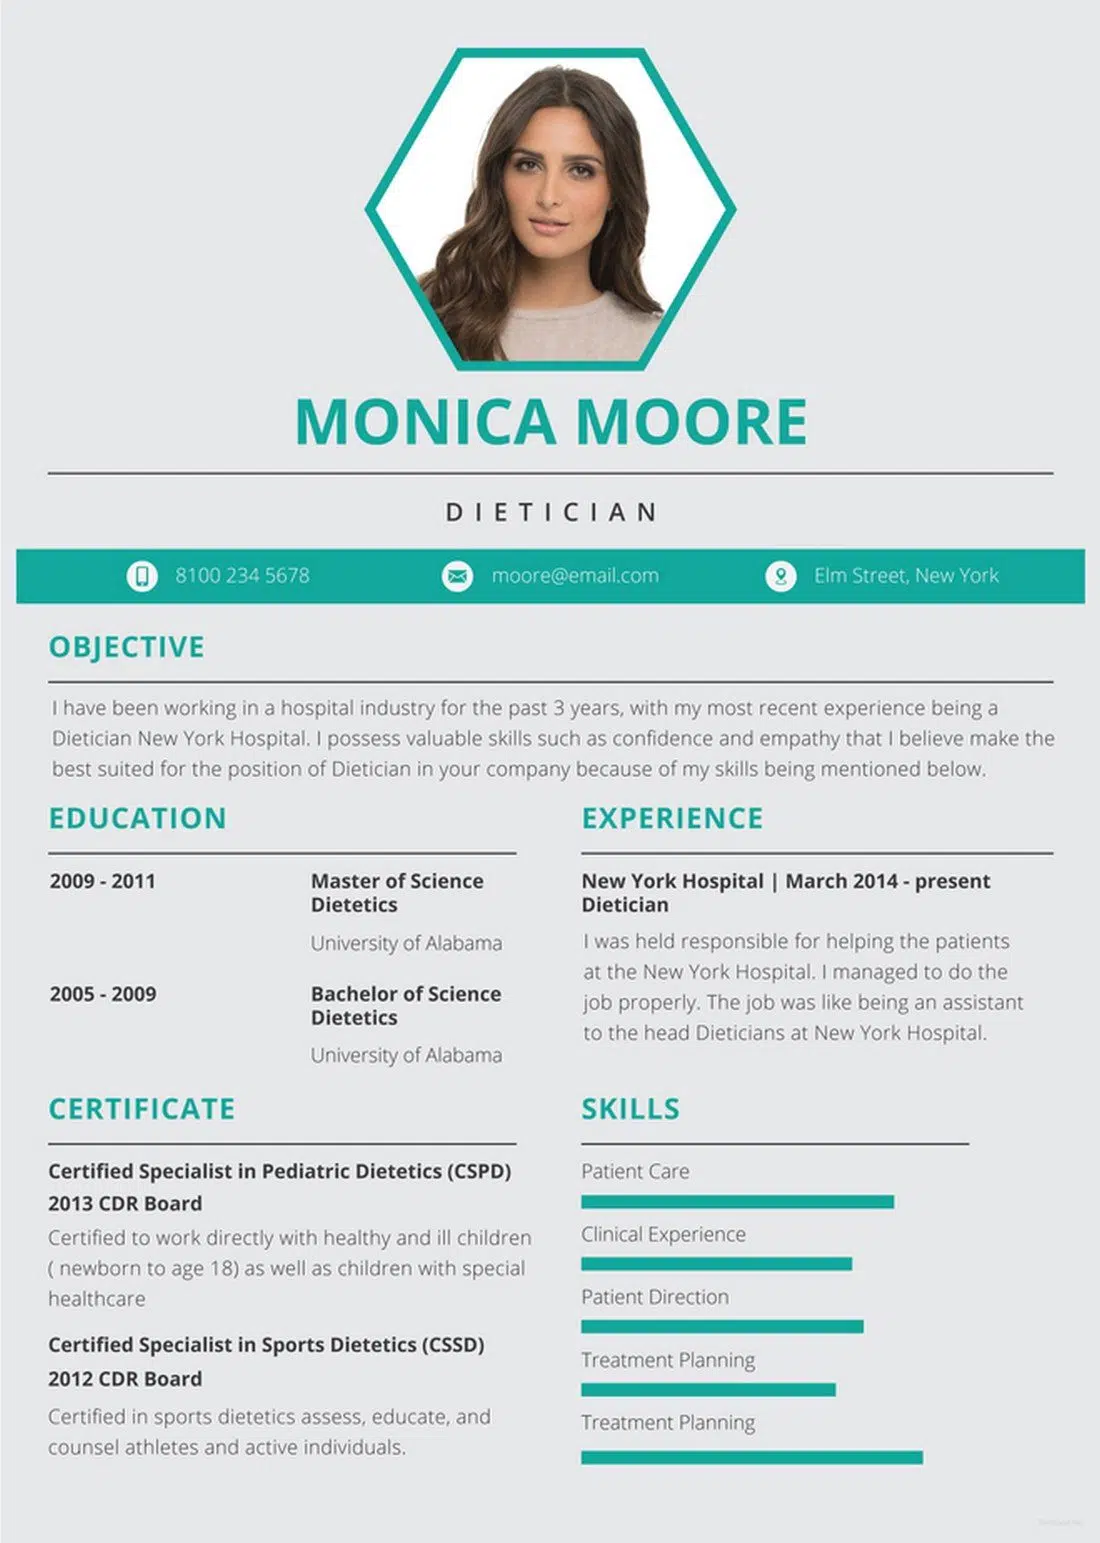 MONICA MOORE
DIETICIAN
8100 234 5678
moore@email.com
Elm Street, New York
OBJECTIVE
I have been working in a hospital industry for the past 3 years, with my most recent experience being a
Dietician New York Hospital. I possess valuable skills such as confidence and empathy that I believe make the
best suited for the position of Dietician in your company because of my skills being mentioned below.
EDUCATION
2009 - 2011
Master of Science
Dietetics
University of Alabama
2005 - 2009
Bachelor of Science
Dietetics
University of Alabama
EXPERIENCE
New York Hospital | March 2014 - present
Dietician
I was held responsible for helping the patients
at the New York Hospital. I managed to do the
job properly. The job was like being an assistant
to the head Dieticians at New York Hospital.
CERTIFICATE
Certified Specialist in Pediatric Dietetics (CSPD)
2013 CDR Board
Certified to work directly with healthy and ill children
( newborn to age 18) as well as children with special
healthcare
Certified Specialist in Sports Dietetics (CSSD)
2012 CDR Board
Certified in sports dietetics assess, educate, and
counsel athletes and active individuals.
SKILLS
Patient Care
Clinical Experience
Patient Direction
Treatment Planning
Treatment Planning